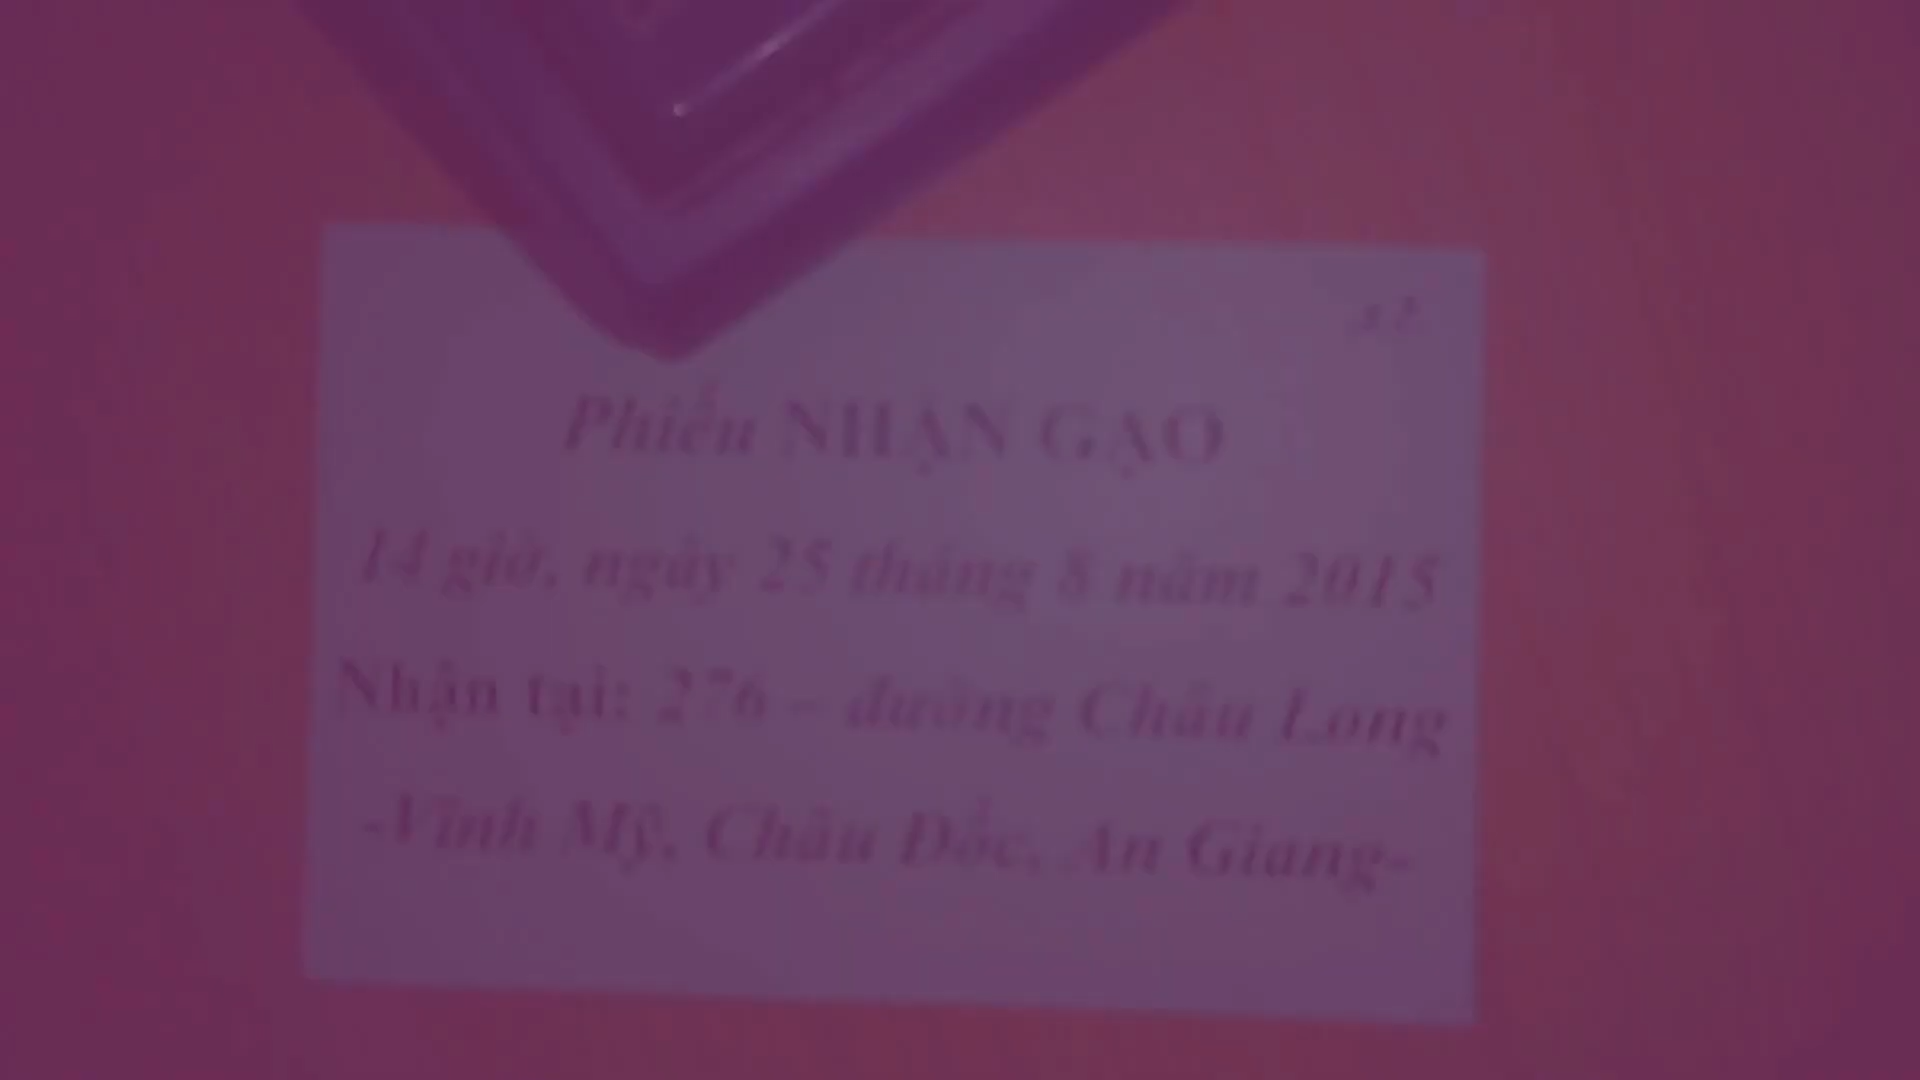 x 2
Phiếu NHẬN GẠO
14 giờ, ngày 25 tháng 8 năm 2015
Nhận tại: 276 – đường Châu Long
-Vĩnh Mỹ, Châu Đốc, An Giang-